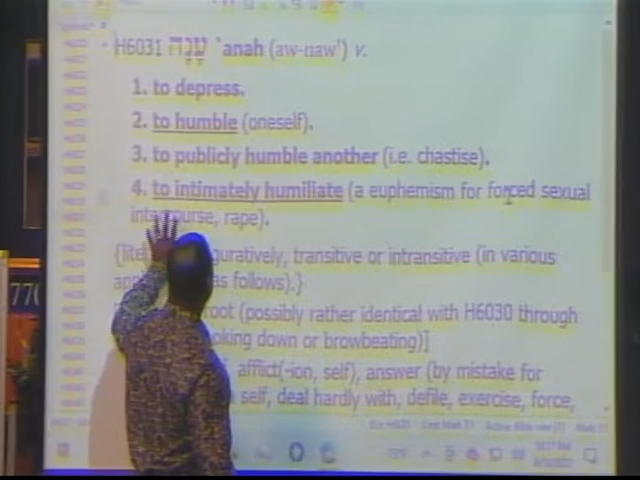 H6031 עָנָה `anah (aw-naw') v.
1. to depress.
2. to humble (oneself).
3. to publicly humble another (i.e. chastise).
4. to intimately humiliate (a euphemism for forced sexual
intercourse, rape).
guratively, transitive or intransitive (in various
as follows).}
root (possibly rather identical with H6030 through
oking down or browbeating)]
afflict(-ion, self), answer (by mistake for
self, deal hardly with, defile, exercise, force,
770